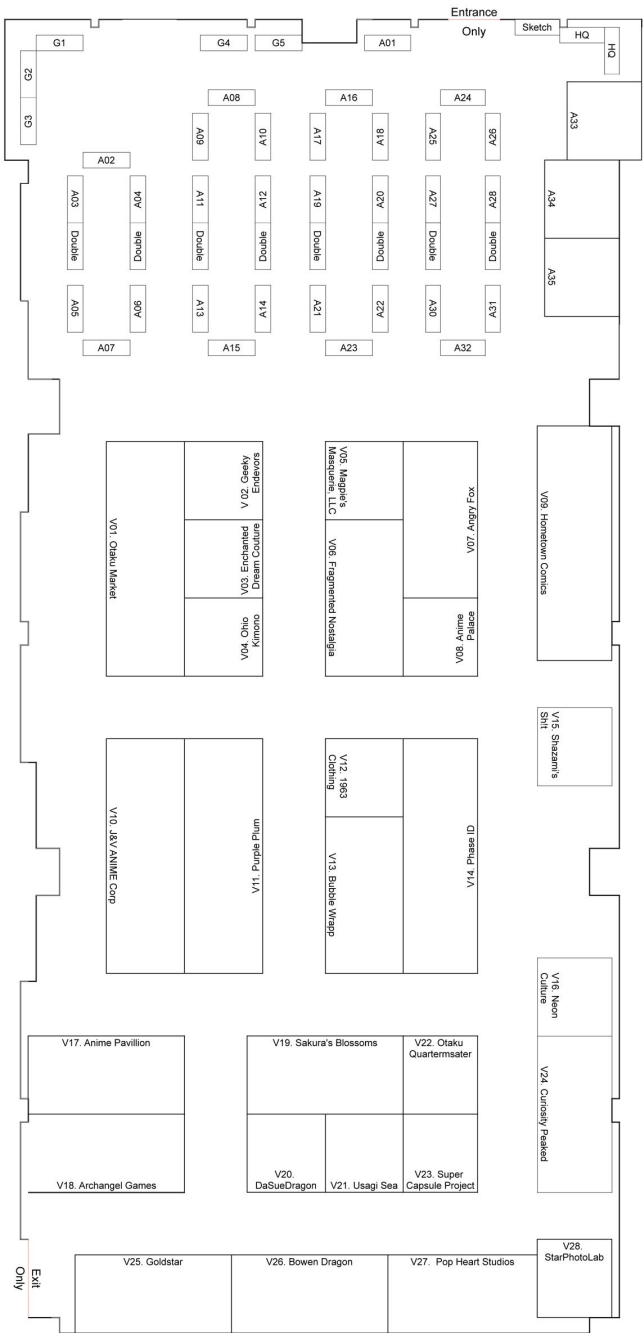 Entrance
Only
Sketch
HQ
HQ
G1
G4
G5
A01
G2
G3
A33
A08
A16
A24
A09
A10
A17
A18
A25
A26
A02
A34
A03
A04
A11
A12
A19
A20
A27
A28
Double
Double
Double
Double
Double
Double
Double
Double
A35
A05
A06
A13
A14
A21
A22
A30
A31
A07
A15
A23
A32
V01. Otaku Market
V 02. Geeky
Endevors
V03. Enchanted
Dream Couture
V04. Ohio
Kimono
V05. Magpie's
Masquerie, LLC
V06. Fragmented Nostalgia
V07. Angry Fox
V08. Anime
Palace
V09. Hometown Comics
V10. J&V ANIME Corp
V11. Purple Plum
V12. 1963
Clothing
V13. Bubble Wrapp
V14. Phase ID
V15. Shazami's
Sh!t
V16. Neon
Culture
V17. Anime Pavillion
V18. Archangel Games
V19. Sakura's Blossoms
V20.
DaSueDragon
V21. Usagi Sea
V22. Otaku
Quartermsater
V23. Super
Capsule Project
V24. Curiosity Peaked
Exit
Only
V25. Goldstar
V26. Bowen Dragon
V27. Pop Heart Studios
V28.
StarPhotoLab